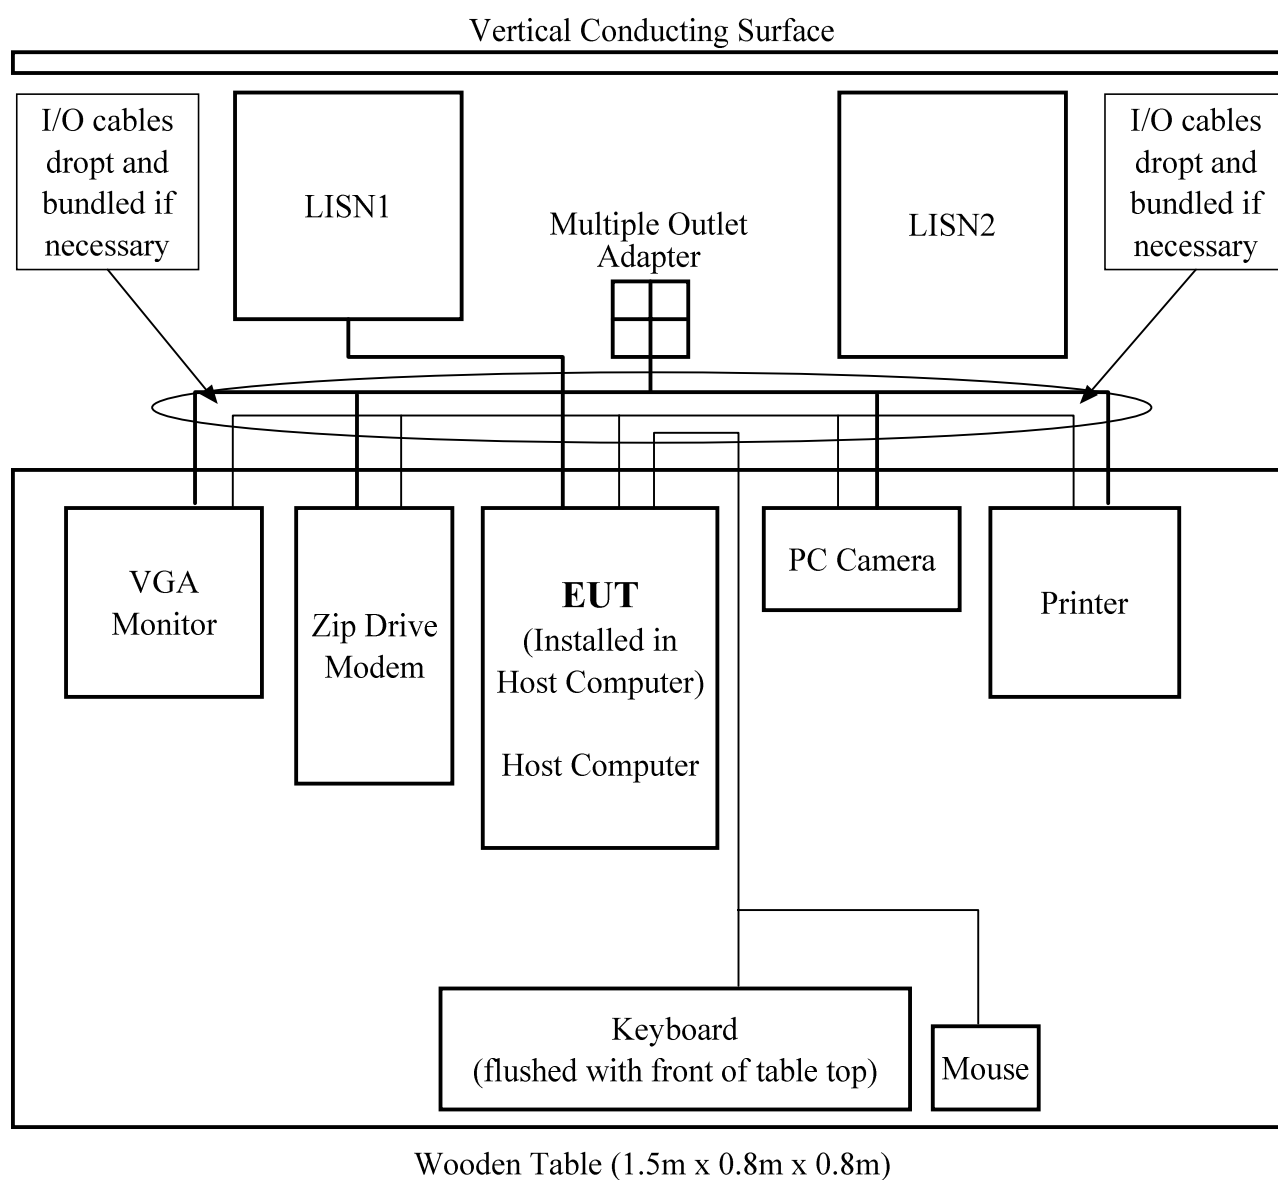 Vertical Conducting Surface
I/O cables
dropt and
bundled if
necessary
LISN1
Multiple Outlet
Adapter
LISN2
I/O cables
dropt and
bundled if
necessary
VGA
Monitor
Zip Drive
Modem
EUT
(Installed in
Host Computer)
Host Computer
PC Camera
Printer
Keyboard
(flushed with front of table top)
Mouse
Wooden Table (1.5m x 0.8m x 0.8m)